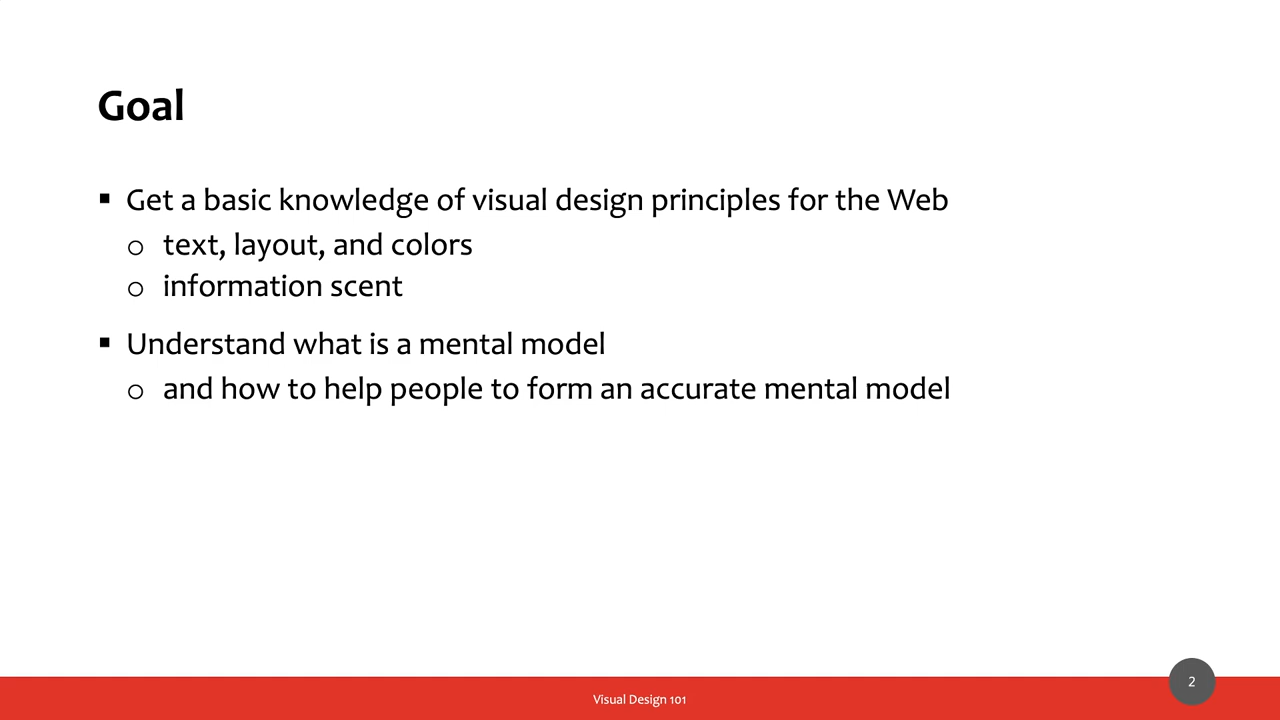 Goal
▪ Get a basic knowledge of visual design principles for the Web
o text, layout, and colors
o information scent
▪ Understand what is a mental model
o and how to help people to form an accurate mental model
2
Visual Design 101